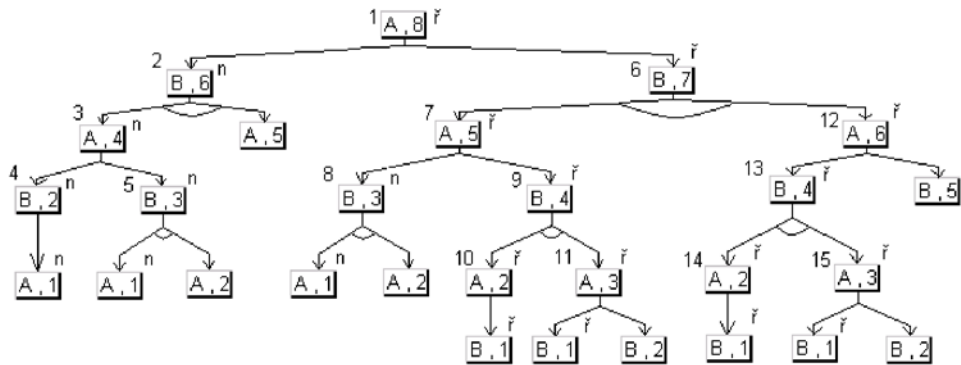 1 A , 8 ř
2 B , 6 n 6 B , 7 ř
3 A , 4 n A , 5 7 A , 5 ř 12 A , 6 ř
4 B , 2 n 5 B , 3 n 8 B , 3 n 9 B , 4 ř 13 B , 4 ř B , 5
A , 1 n A , 1 n A , 2 A , 1 n A , 2 10 A , 2 ř 11 A , 3 ř 14 A , 2 ř 15 A , 3 ř
B , 1 ř B , 1 ř B , 2 B , 1 ř B , 1 ř B , 2